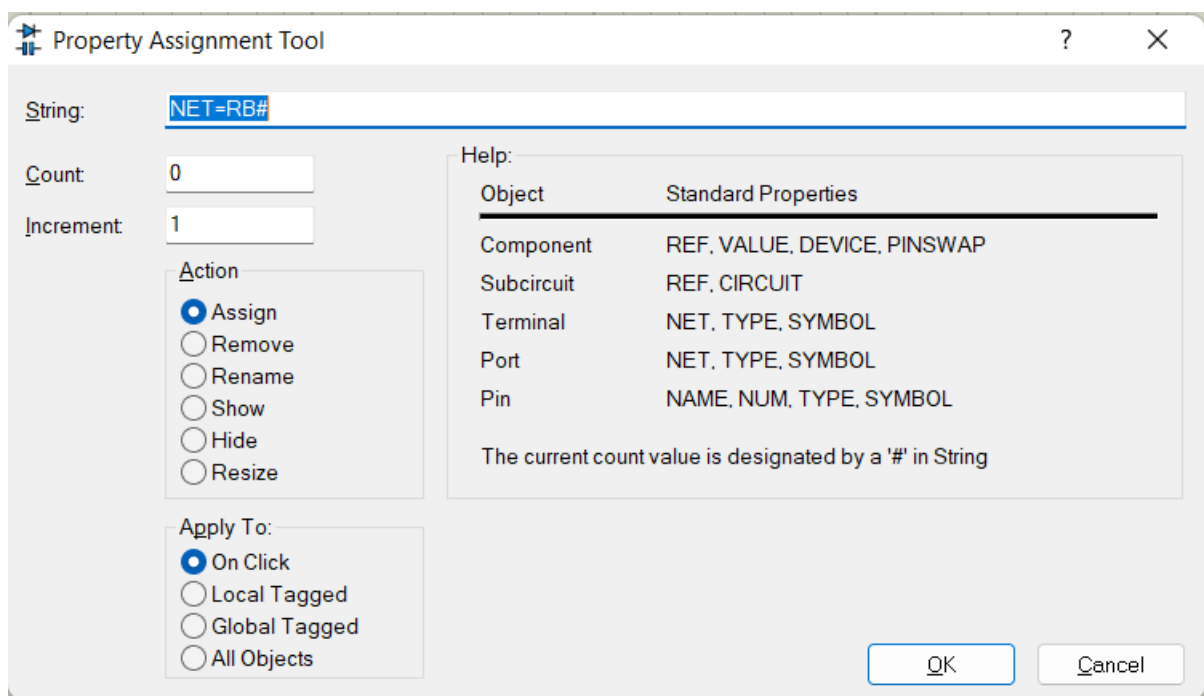 Property Assignment Tool ?
String: NET=RB#
Count: 0
Increment: 1
Action
Assign
Remove
Rename
Show
Hide
Resize
Apply To:
On Click
Local Tagged
Global Tagged
All Objects
Help:
Object Standard Properties
Component REF, VALUE, DEVICE, PINSWAP
Subcircuit REF, CIRCUIT
Terminal NET, TYPE, SYMBOL
Port NET, TYPE, SYMBOL
Pin NAME, NUM, TYPE, SYMBOL
The current count value is designated by a '#' in String
OK Cancel